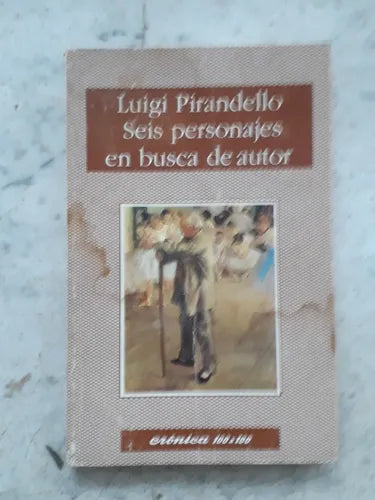 Luigi Pirandello
Seis personajes
en busca de autor
crónica 100x100